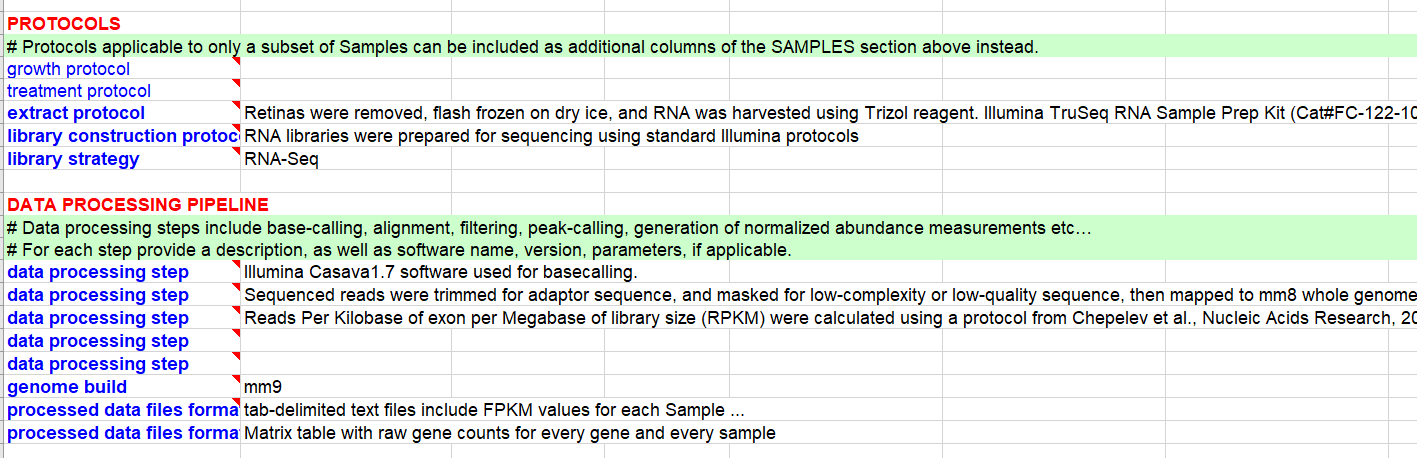 PROTOCOLS
# Protocols applicable to only a subset of Samples can be included as additional columns of the SAMPLES section above instead.
growth protocol
treatment protocol
extract protocol Retinas were removed, flash frozen on dry ice, and RNA was harvested using Trizol reagent. Illumina TruSeq RNA Sample Prep Kit (Cat#FC-122-10
library construction protoc RNA libraries were prepared for sequencing using standard Illumina protocols
library strategy RNA-Seq
DATA PROCESSING PIPELINE
# Data processing steps include base-calling, alignment, filtering, peak-calling, generation of normalized abundance measurements etc…
# For each step provide a description, as well as software name, version, parameters, if applicable.
data processing step Illumina Casava1.7 software used for basecalling.
data processing step Sequenced reads were trimmed for adaptor sequence, and masked for low-complexity or low-quality sequence, then mapped to mm8 whole genome
data processing step Reads Per Kilobase of exon per Megabase of library size (RPKM) were calculated using a protocol from Chepelev et al., Nucleic Acids Research, 20
data processing step
data processing step
genome build mm9
processed data files forma tab-delimited text files include FPKM values for each Sample ...
processed data files forma Matrix table with raw gene counts for every gene and every sample